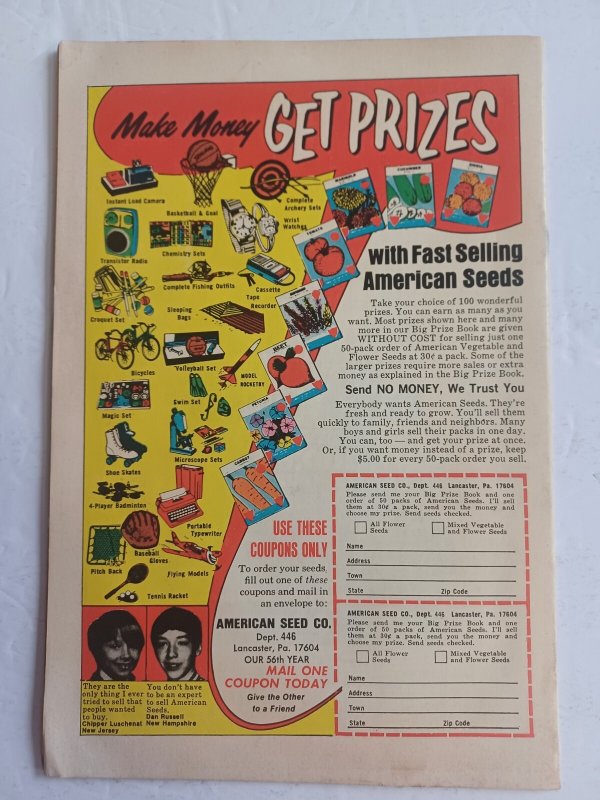 Make Money GET PRIZES
MARIGOLD
CUCUMBER
ZINNIA
Instant Load Camera
Basketball & Goal
Complete
Archery Sets
Wrist
Watches
Transistor Radio
Chemistry Sets
TOMATO
Complete Fishing Outfits
Cassette
Tape
Recorder
Croquet Set
Sleeping
Bags
Bicycles
Volleyball Set
MODEL
ROCKETRY
BEET
Swim Set
Magic Set
PETUNIA
Shoe Skates
Microscope Sets
CARROT
4-Player Badminton
Portable
Typewriter
Baseball
Gloves
Pitch Back
Flying Models
Tennis Racket
with Fast Selling
American Seeds
Take your choice of 100 wonderful
prizes. You can earn as many as you
want. Most prizes shown here and many
more in our Big Prize Book are given
WITHOUT COST for selling just one
50-pack order of American Vegetable and
Flower Seeds at 30¢ a pack. Some of the
larger prizes require more sales or extra
money as explained in the Big Prize Book.
Send NO MONEY, We Trust You
Everybody wants American Seeds. They're
fresh and ready to grow. You'll sell them
quickly to family, friends and neighbors. Many
boys and girls sell their packs in one day.
You can, too — and get your prize at once.
Or, if you want money instead of a prize, keep
$5.00 for every 50-pack order you sell.
USE THESE
COUPONS ONLY
To order your seeds,
fill out one of these
coupons and mail in
an envelope to:
AMERICAN SEED CO.
Dept. 446
Lancaster, Pa. 17604
OUR 56th YEAR
MAIL ONE
COUPON TODAY
Give the Other
to a Friend
AMERICAN SEED CO., Dept. 446 Lancaster, Pa. 17604
Please send me your Big Prize Book and one
order of 50 packs of American Seeds. I'll sell
them at 30¢ a pack, send you the money and
choose my prize. Send seeds checked.
All Flower
Seeds
Mixed Vegetable
and Flower Seeds
Name
Address
Town
State Zip Code
AMERICAN SEED CO., Dept. 446 Lancaster, Pa. 17604
Please send me your Big Prize Book and one
order of 50 packs of American Seeds. I'll sell
them at 30¢ a pack, send you the money and
choose my prize. Send seeds checked.
All Flower
Seeds
Mixed Vegetable
and Flower Seeds
Name
Address
Town
State Zip Code
They are the
only thing I ever
tried to sell that
people wanted
to buy.
Chipper Luschenat
New Jersey
You don't have
to be an expert
to sell American
Seeds.
Dan Russell
New Hampshire